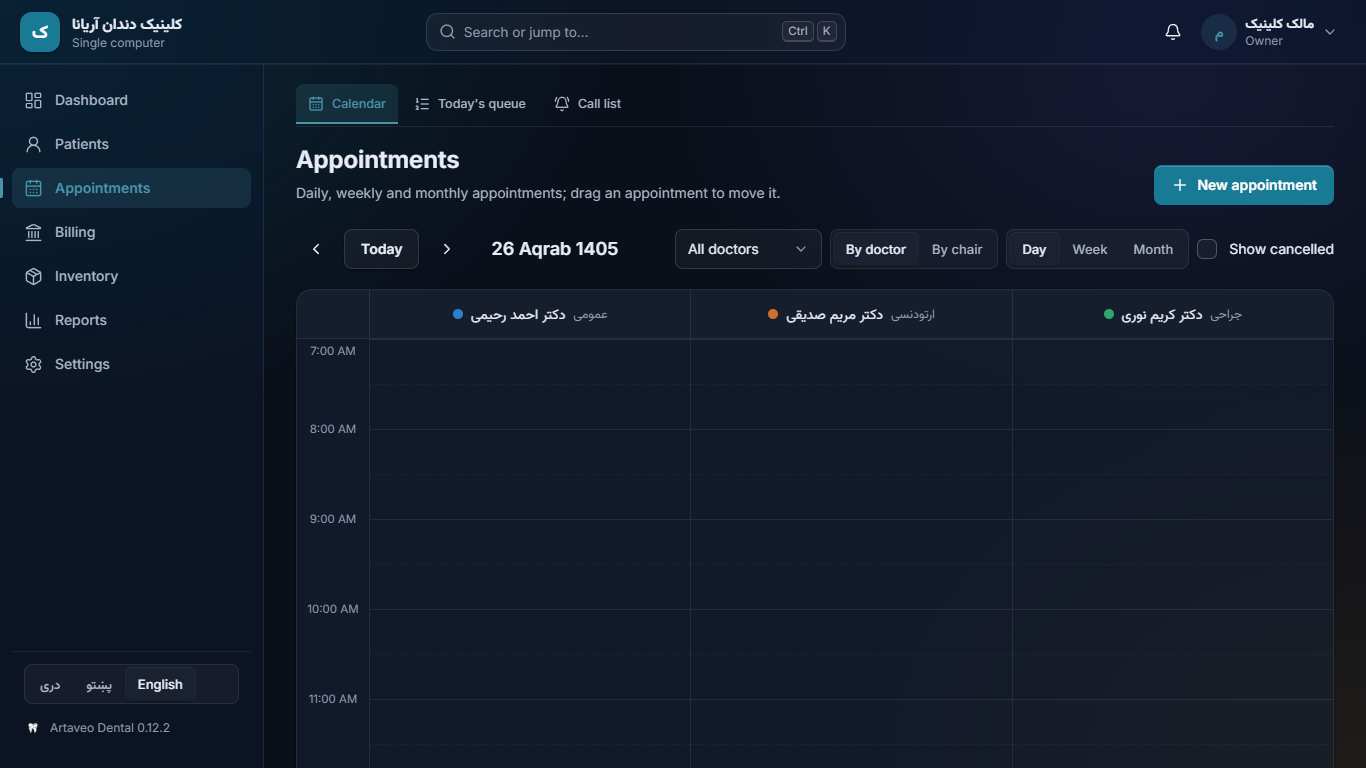 کلینیک دندان آریانا
Single computer
ک
Search or jump to...
Ctrl K
م
مالک کلینیک
Owner
Dashboard
Patients
Appointments
Billing
Inventory
Reports
Settings
دری
پښتو
English
Artaveo Dental 0.12.2
Calendar
Today's queue
Call list
Appointments
Daily, weekly and monthly appointments; drag an appointment to move it.
New appointment
Today
26 Aqrab 1405
All doctors
By doctor
By chair
Day
Week
Month
Show cancelled
دکتر احمد رحیمی عمومی
دکتر مریم صدیقی ارتودنسی
دکتر کریم نوری جراحی
7:00 AM
8:00 AM
9:00 AM
10:00 AM
11:00 AM